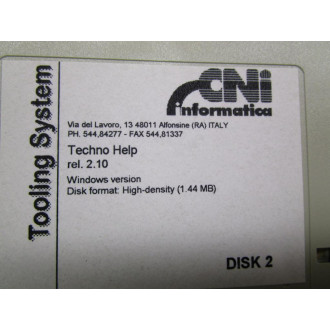 Tooling System
CNi
informatica
Via del Lavoro, 13 48011 Alfonsine (RA) ITALY
PH. 544,84277 - FAX 544,81337
Techno Help
rel. 2.10
Windows version
Disk format: High-density (1.44 MB)
DISK 2